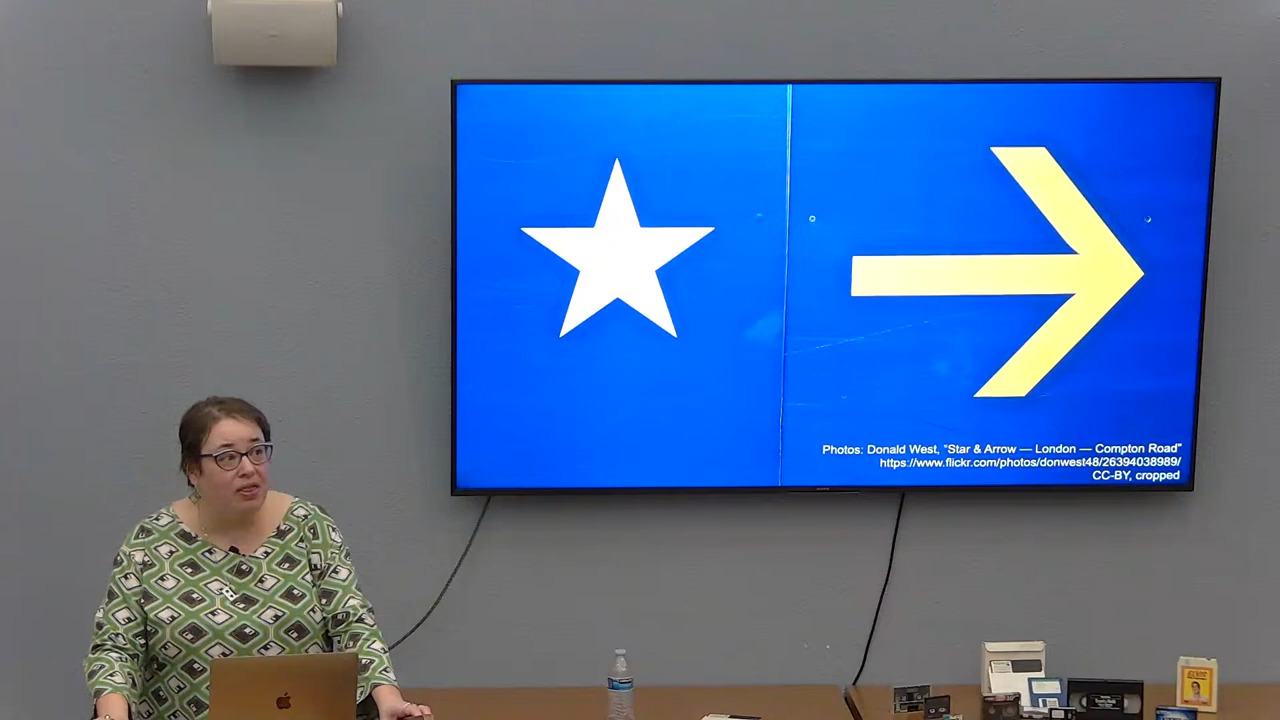 Photos: Donald West, “Star & Arrow — London — Compton Road”
https://www.flickr.com/photos/donwest48/26394038989/
CC-BY, cropped